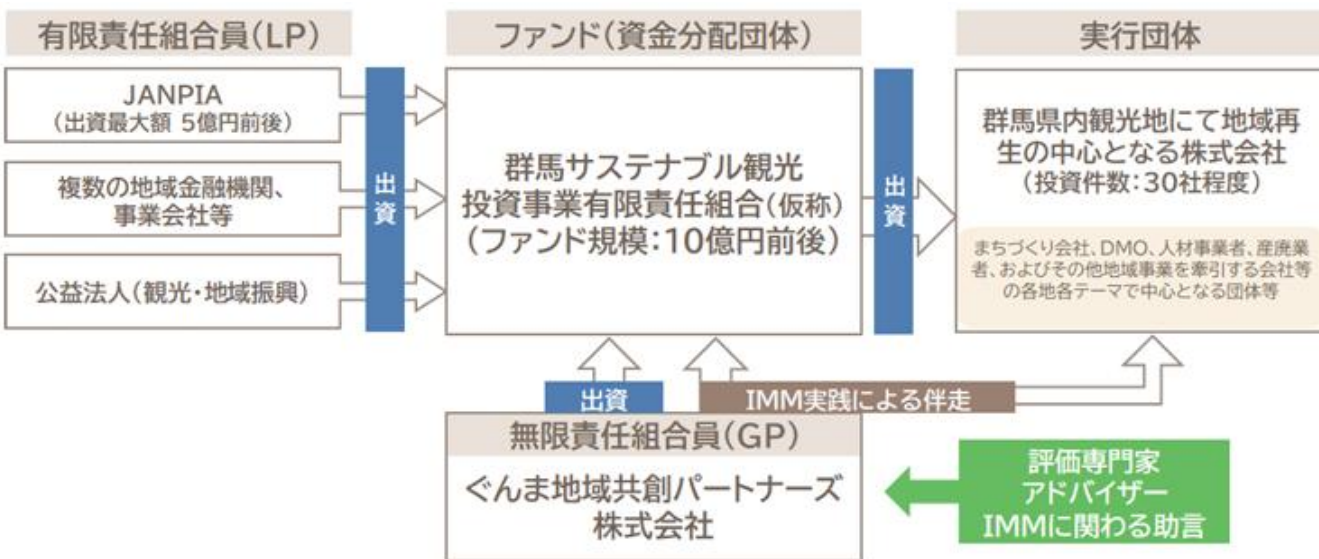 有限責任組合員(LP)
JANPIA
(出資最大額 5億円前後)
複数の地域金融機関、
事業会社等
公益法人(観光・地域振興)
出資
ファンド(資金分配団体)
群馬サステナブル観光
投資事業有限責任組合(仮称)
(ファンド規模:10億円前後)
出資
実行団体
群馬県内観光地にて地域再
生の中心となる株式会社
(投資件数:30社程度)
まちづくり会社、DMO、人材事業者、産廃業
者、およびその他地域事業を牽引する会社等
の各地各テーマで中心となる団体等
出資
IMM実践による伴走
無限責任組合員(GP)
ぐんま地域共創パートナーズ
株式会社
評価専門家
アドバイザー
IMMに関わる助言